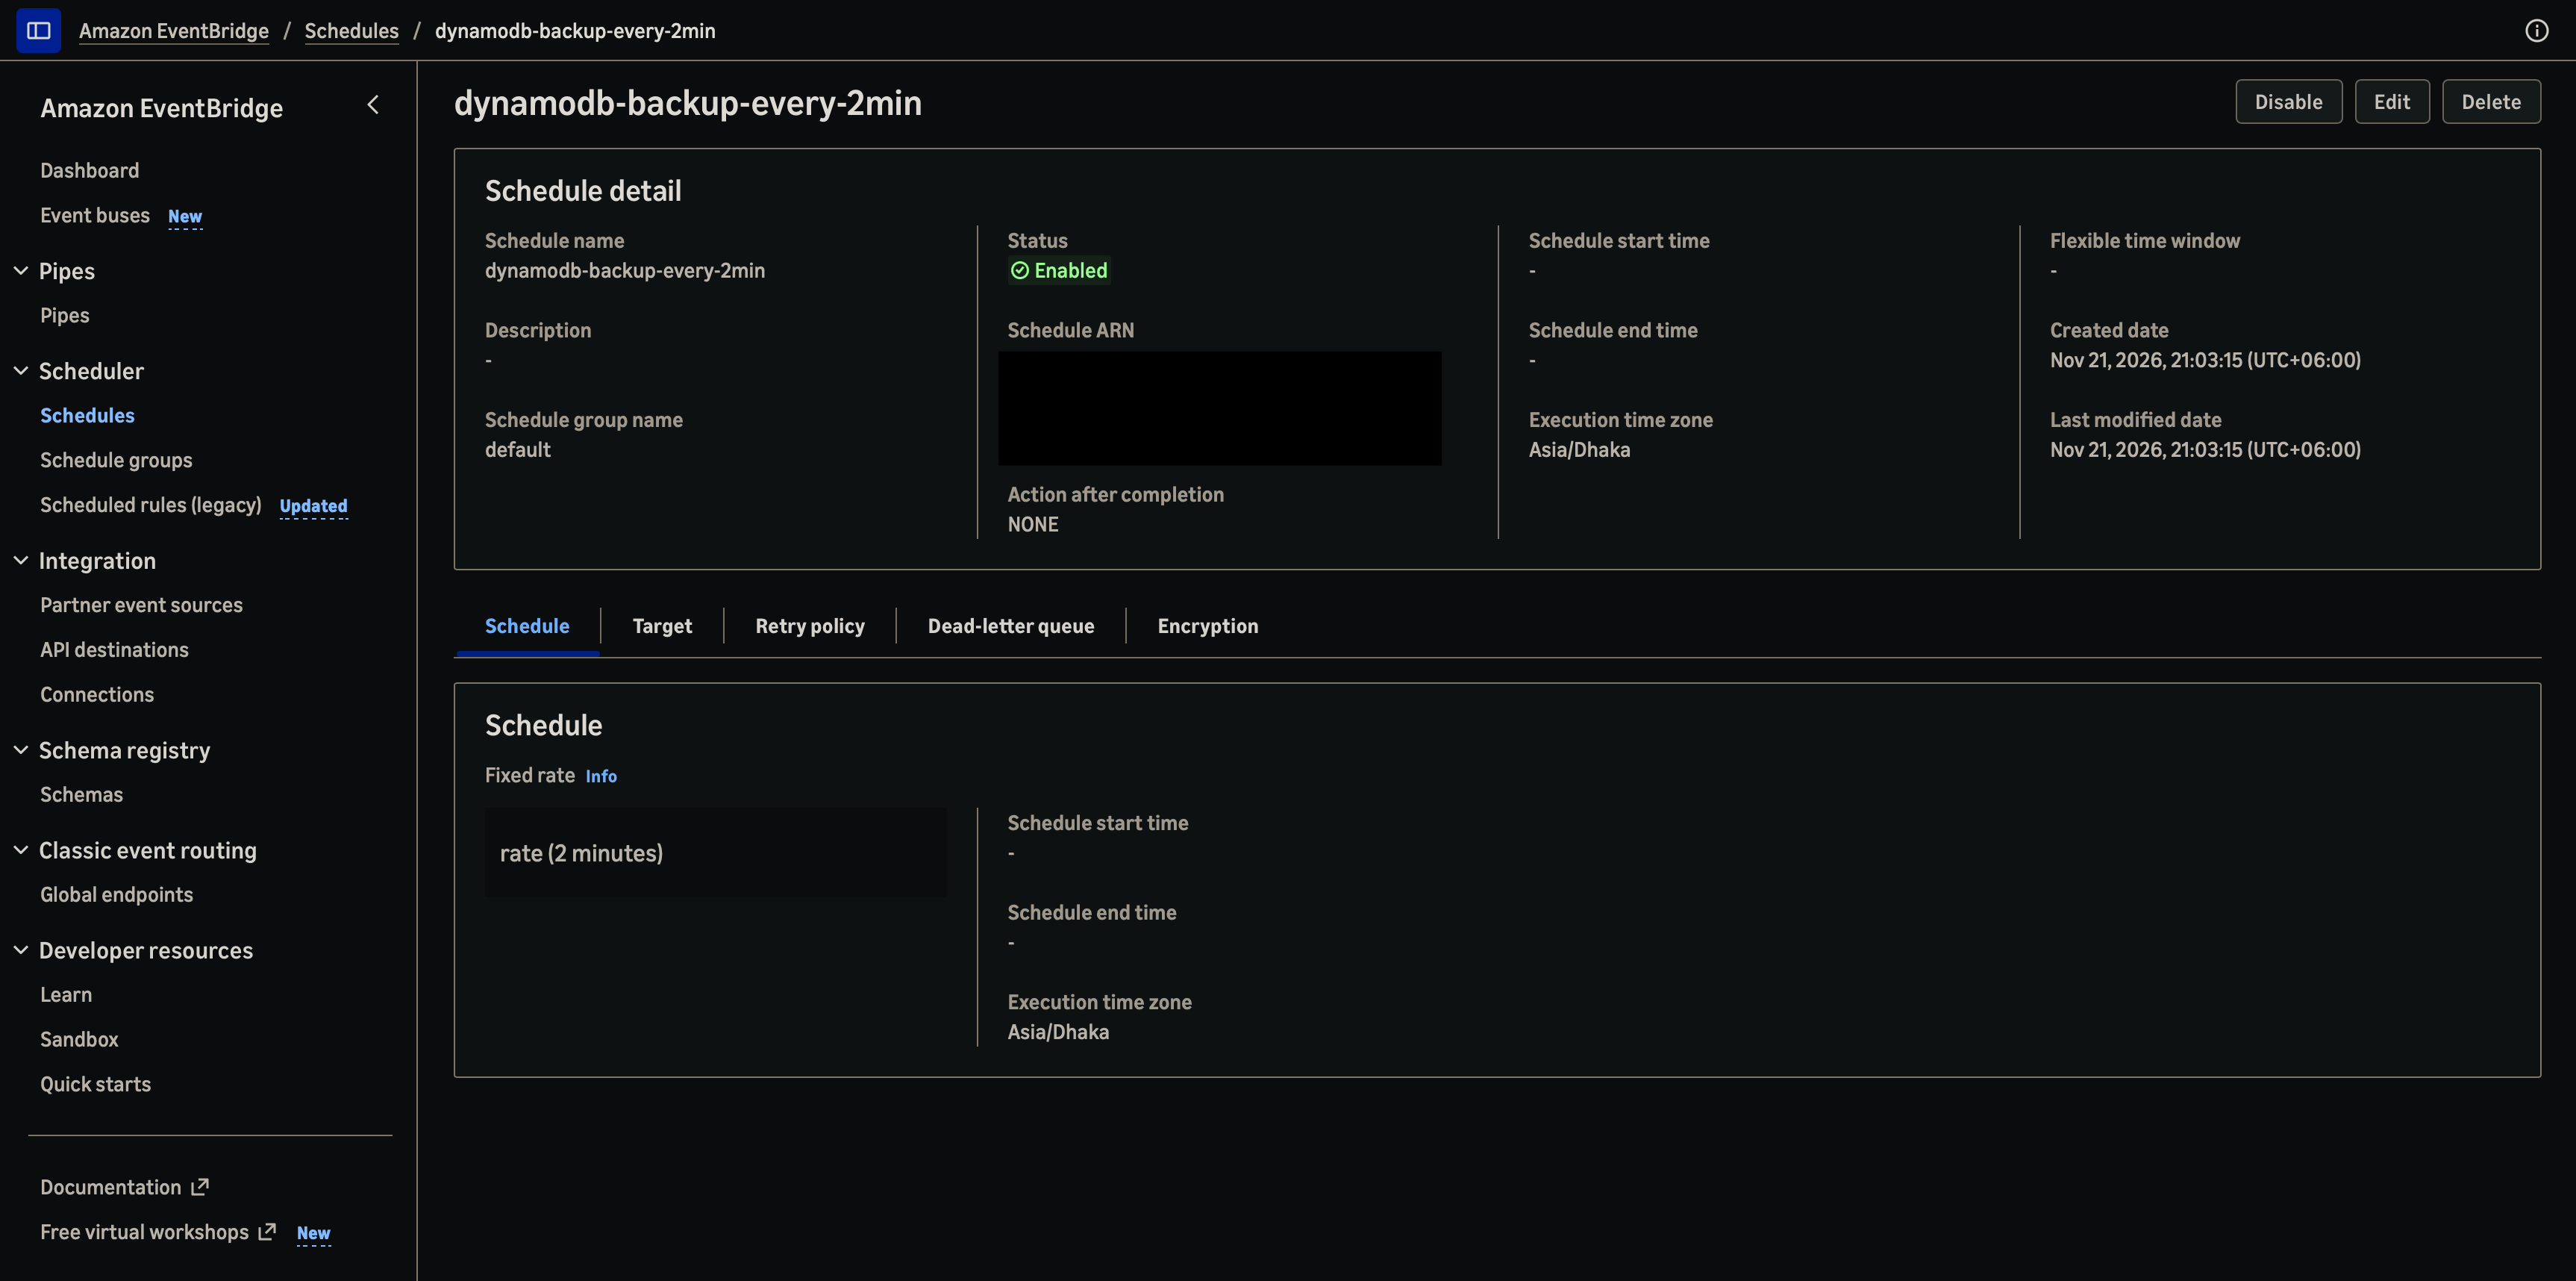 Amazon EventBridge / Schedules / dynamodb-backup-every-2min
Amazon EventBridge
Dashboard
Event buses New
Pipes
Pipes
Scheduler
Schedules
Schedule groups
Scheduled rules (legacy) Updated
Integration
Partner event sources
API destinations
Connections
Schema registry
Schemas
Classic event routing
Global endpoints
Developer resources
Learn
Sandbox
Quick starts
Documentation
Free virtual workshops New
dynamodb-backup-every-2min
Disable
Edit
Delete
Schedule detail
Schedule name
dynamodb-backup-every-2min
Description
-
Schedule group name
default
Status
Enabled
Schedule ARN
Action after completion
NONE
Schedule start time
-
Schedule end time
-
Execution time zone
Asia/Dhaka
Flexible time window
-
Created date
Nov 21, 2026, 21:03:15 (UTC+06:00)
Last modified date
Nov 21, 2026, 21:03:15 (UTC+06:00)
Schedule
Target
Retry policy
Dead-letter queue
Encryption
Schedule
Fixed rate Info
rate (2 minutes)
Schedule start time
-
Schedule end time
-
Execution time zone
Asia/Dhaka